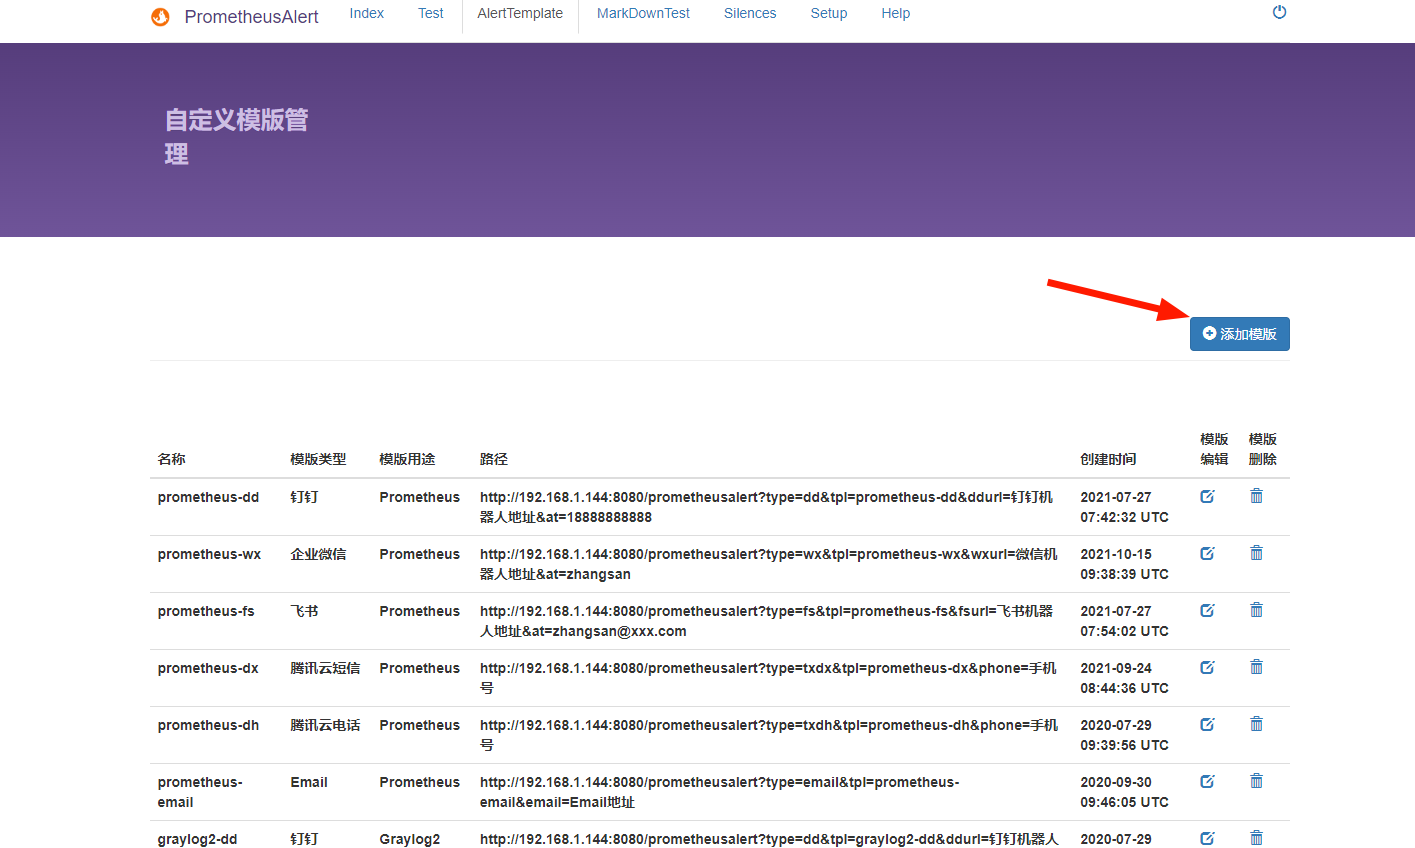 PrometheusAlert Index Test AlertTemplate MarkDownTest Silences Setup Help
自定义模版管
理
添加模版
名称 模版类型 模版用途 路径 创建时间 模版 编辑 模版 删除
prometheus-dd 钉钉 Prometheus http://192.168.1.144:8080/prometheusalert?type=dd&tpl=prometheus-dd&ddurl=钉钉机 2021-07-27
器人地址&at=18888888888 07:42:32 UTC
prometheus-wx 企业微信 Prometheus http://192.168.1.144:8080/prometheusalert?type=wx&tpl=prometheus-wx&wxurl=微信机 2021-10-15
器人地址&at=zhangsan 09:38:39 UTC
prometheus-fs 飞书 Prometheus http://192.168.1.144:8080/prometheusalert?type=fs&tpl=prometheus-fs&fsurl=飞书机器 2021-07-27
人地址&at=zhangsan@xxx.com 07:54:02 UTC
prometheus-dx 腾讯云短信 Prometheus http://192.168.1.144:8080/prometheusalert?type=txdx&tpl=prometheus-dx&phone=手机 2021-09-24
号 08:44:36 UTC
prometheus-dh 腾讯云电话 Prometheus http://192.168.1.144:8080/prometheusalert?type=txdh&tpl=prometheus-dh&phone=手机 2020-07-29
号 09:39:56 UTC
prometheus- Email Prometheus http://192.168.1.144:8080/prometheusalert?type=email&tpl=prometheus- 2020-09-30
email email&email=Email地址 09:46:05 UTC
graylog2-dd 钉钉 Graylog2 http://192.168.1.144:8080/prometheusalert?type=dd&tpl=graylog2-dd&ddurl=钉钉机器人 2020-07-29